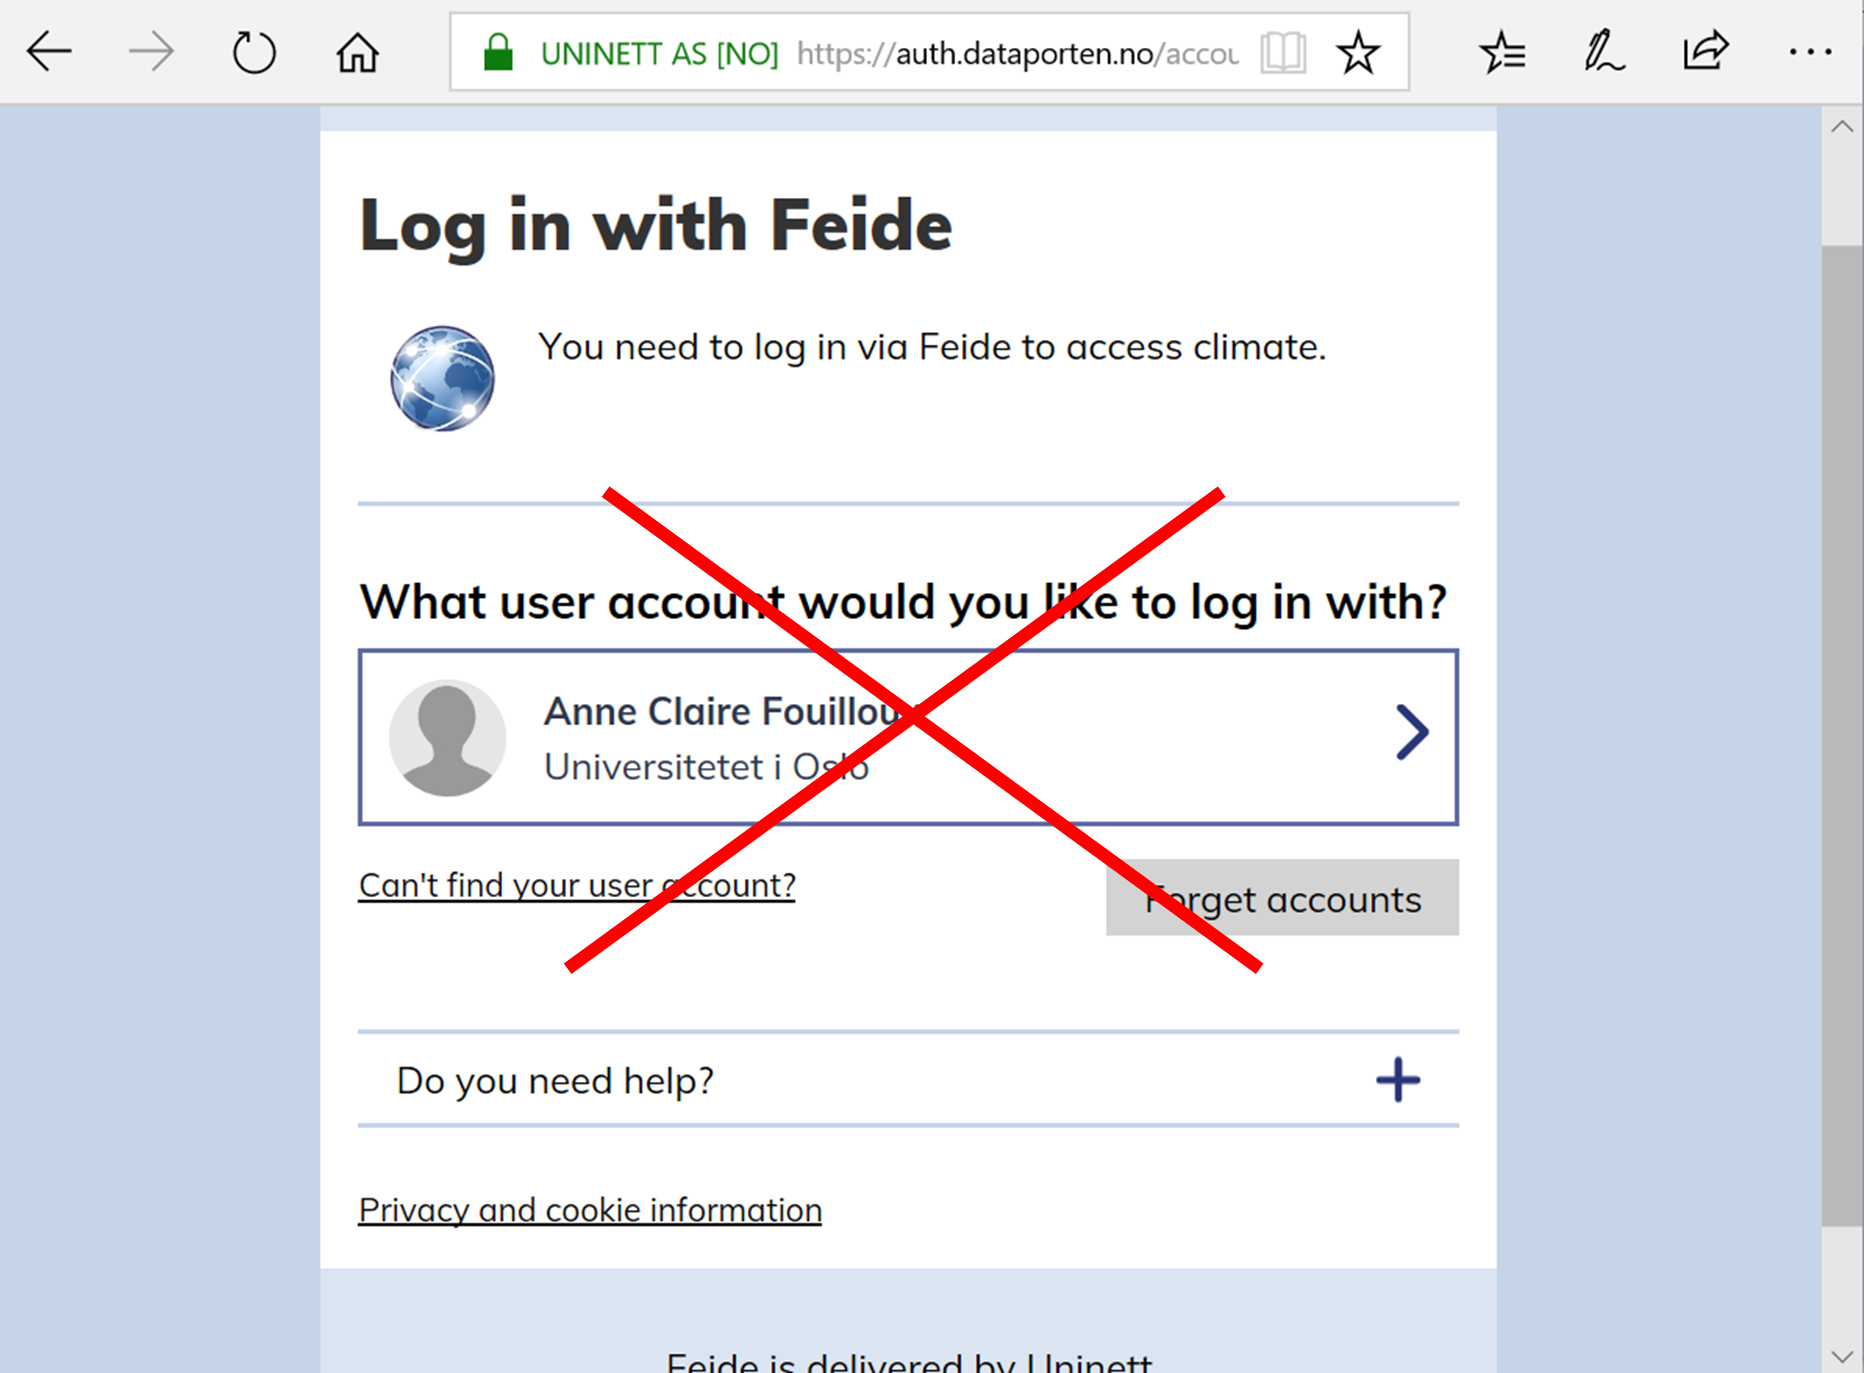 UNINETT AS [NO] https://auth.dataporten.no/accou
Log in with Feide
You need to log in via Feide to access climate.
What user account would you like to log in with?
Anne Claire Fouilloux
Universitetet i Oslo
Can't find your user account?
Forget accounts
Do you need help?
Privacy and cookie information
Feide is delivered by Uninett